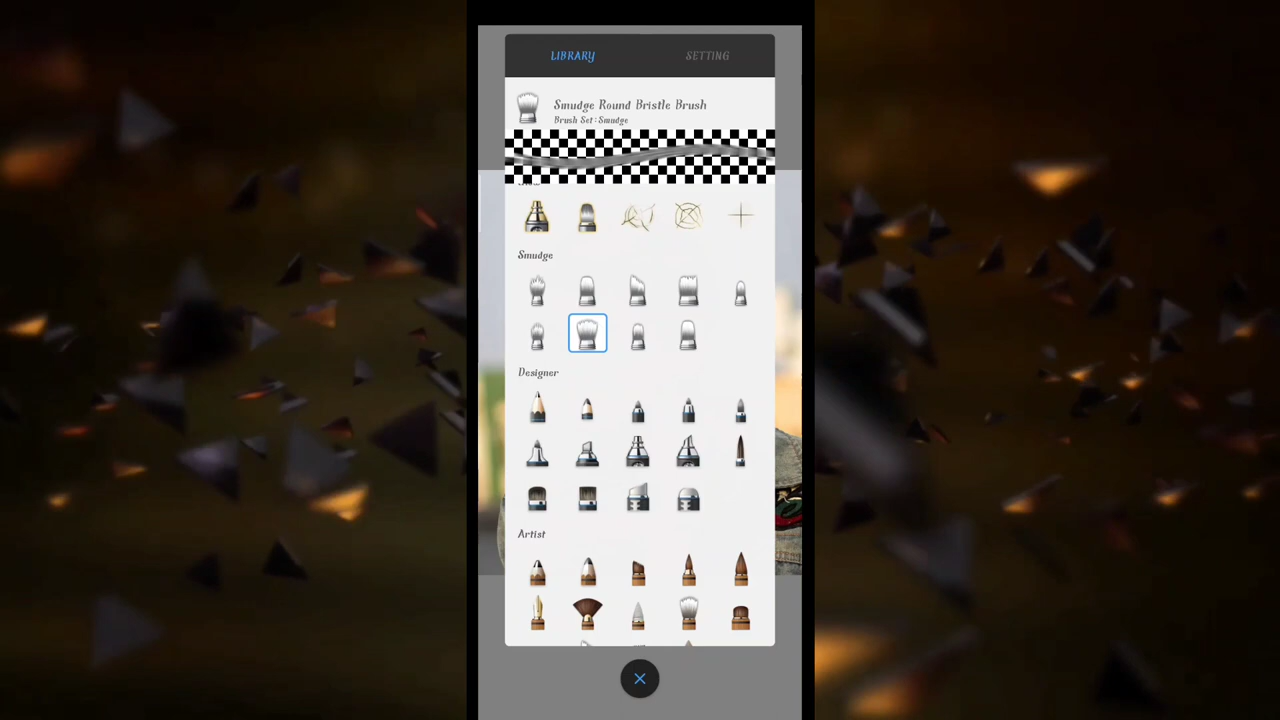 LIBRARY
SETTING
Smudge Round Bristle Brush
Brush Set : Smudge
Smudge
Designer
Artist